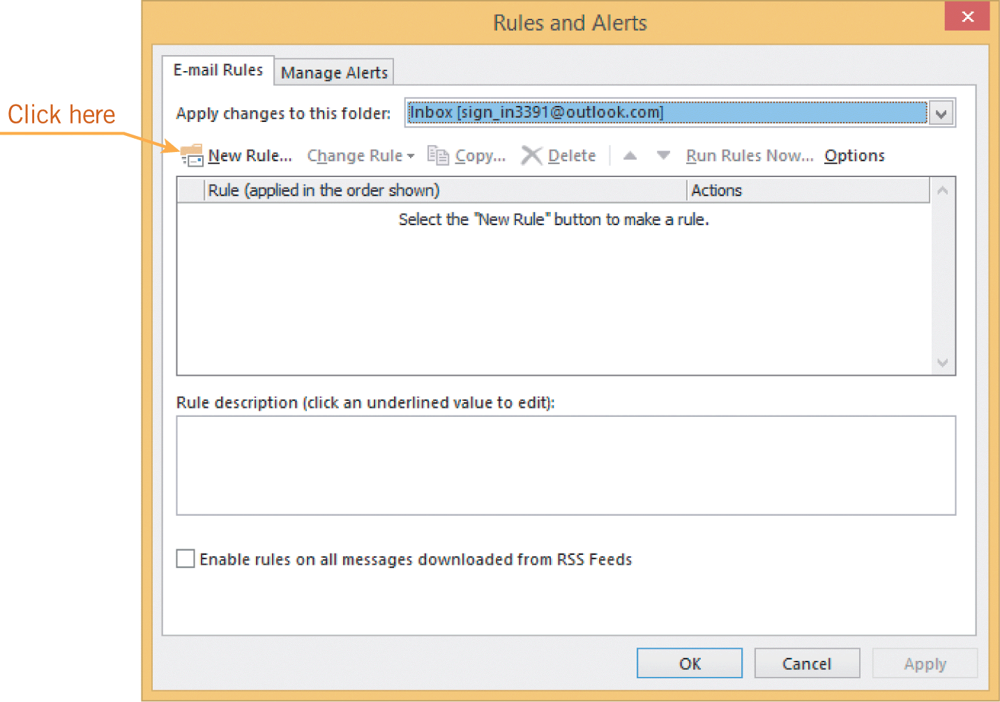 Rules and Alerts
E-mail Rules Manage Alerts
Click here
Apply changes to this folder: Inbox [sign_in3391@outlook.com]
New Rule... Change Rule Copy... Delete Run Rules Now... Options
Rule (applied in the order shown) Actions
Select the "New Rule" button to make a rule.
Rule description (click an underlined value to edit):
Enable rules on all messages downloaded from RSS Feeds
OK Cancel Apply